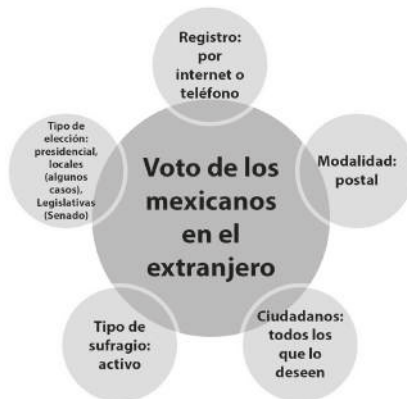 Registro:
por
internet o
teléfono
Tipo de
elección:
presidencial,
locales
(algunos
casos),
Legislativas
(Senado)
Voto de los
mexicanos
en el
extranjero
Modalidad:
postal
Tipo de
sufragio:
activo
Ciudadanos:
todos los
que lo
deseen